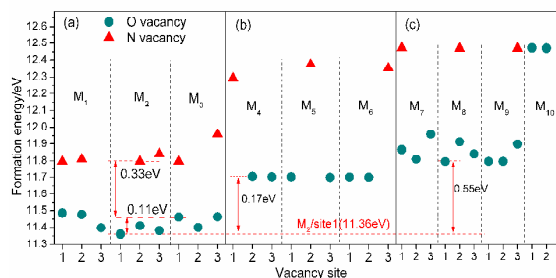 (a)
O vacancy
N vacancy
(b)
(c)
Formation energy/eV
12.6
12.5
12.4
12.3
12.2
12.1
12.0
11.9
11.8
11.7
11.6
11.5
11.4
11.3
M1
M2
M3
M4
M5
M6
M7
M8
M9
M10
0.33eV
0.11eV
0.17eV
0.55eV
/site1(11.36eV)
1 2 3 1 2 3 1 2 3 1 2 3 1 2 3 1 2 3 1 2 3 1 2 3 1 2 3 1 2
Vacancy site